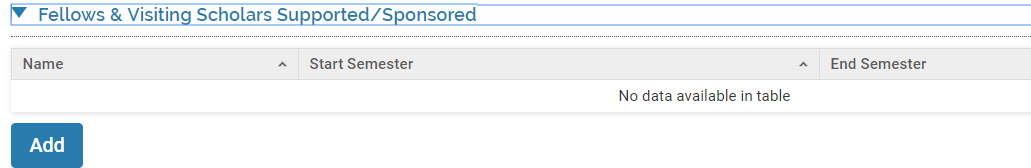 Fellows & Visiting Scholars Supported/Sponsored
Name Start Semester End Semester
No data available in table
Add